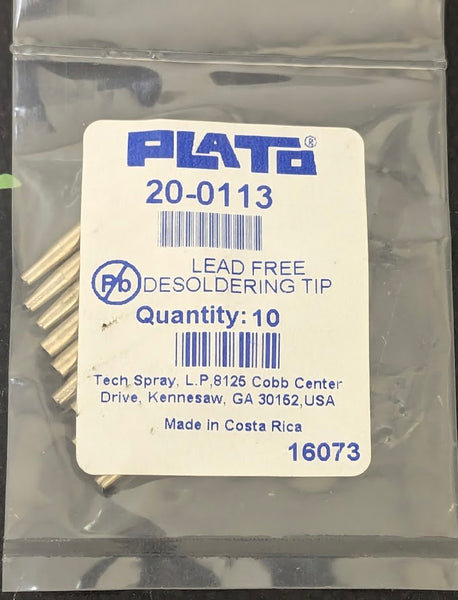 PLATO®
20-0113
LEAD FREE
Pb DESOLDERING TIP
Quantity: 10
Tech Spray, L.P,8125 Cobb Center
Drive, Kennesaw, GA 30152,USA
Made in Costa Rica
16073